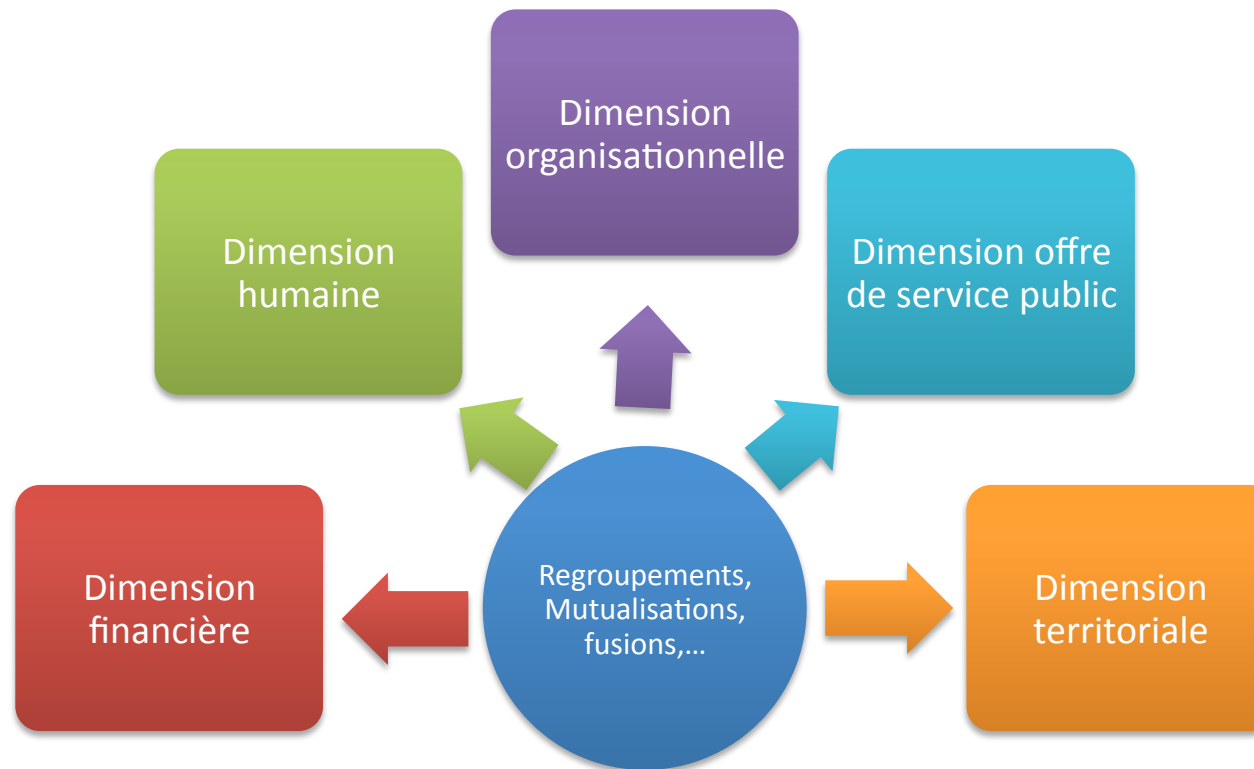 Dimension
organisationnelle
Dimension
humaine
Dimension offre
de service public
Dimension
financière
Regroupements,
Mutualisations,
fusions,...
Dimension
territoriale